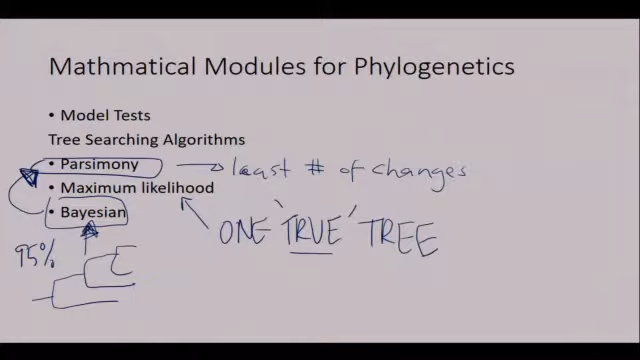 Mathmatical Modules for Phylogenetics
• Model Tests
Tree Searching Algorithms
• Parsimony → least # of changes
• Maximum likelihood
• Bayesian
ONE 'TRUE' TREE
95%